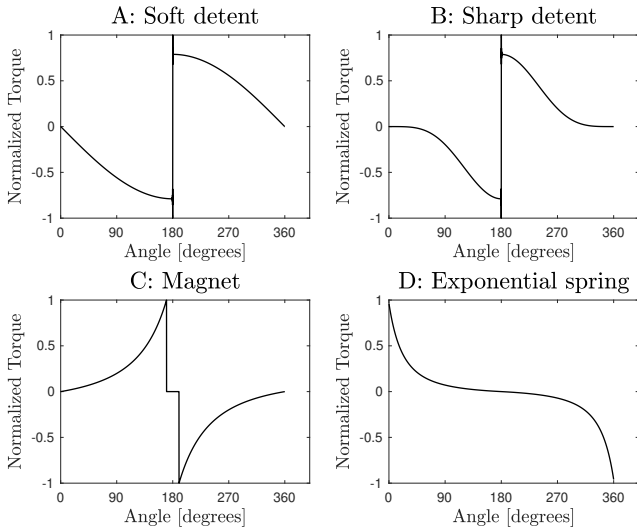 A: Soft detent
Normalized Torque
1
0.5
0
-0.5
-1
0 90 180 270 360
Angle [degrees]
B: Sharp detent
Normalized Torque
1
0.5
0
-0.5
-1
0 90 180 270 360
Angle [degrees]
C: Magnet
Normalized Torque
1
0.5
0
-0.5
-1
0 90 180 270 360
Angle [degrees]
D: Exponential spring
Normalized Torque
1
0.5
0
-0.5
-1
0 90 180 270 360
Angle [degrees]